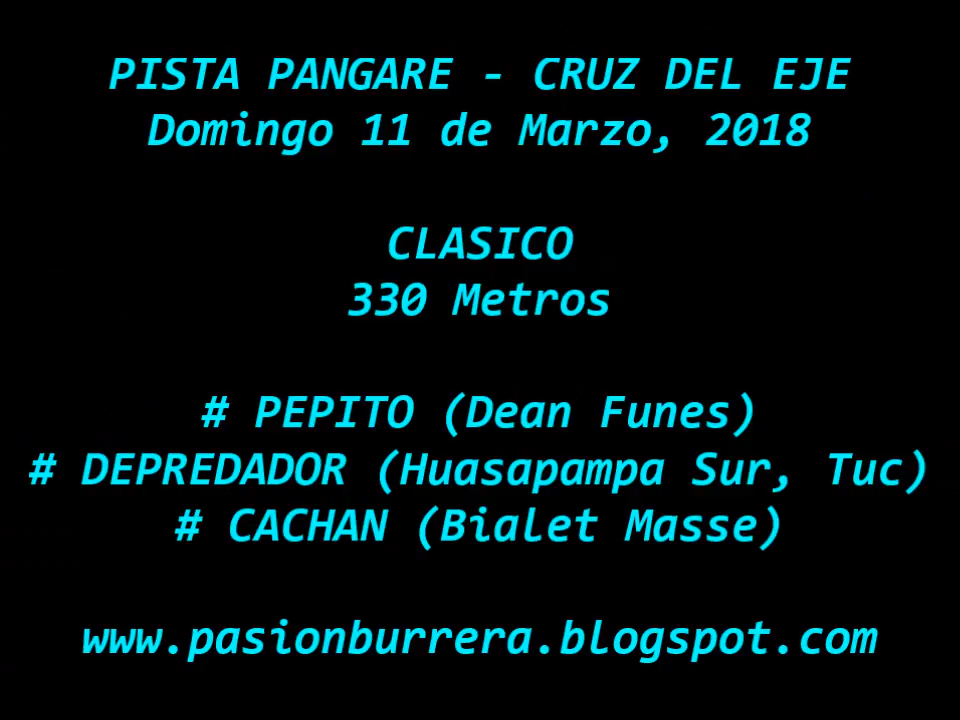 PISTA PANGARE - CRUZ DEL EJE
Domingo 11 de Marzo, 2018
CLASICO
330 Metros
# PEPITO (Dean Funes)
# DEPREDADOR (Huasapampa Sur, Tuc)
# CACHAN (Bialet Masse)
www.pasionburrera.blogspot.com